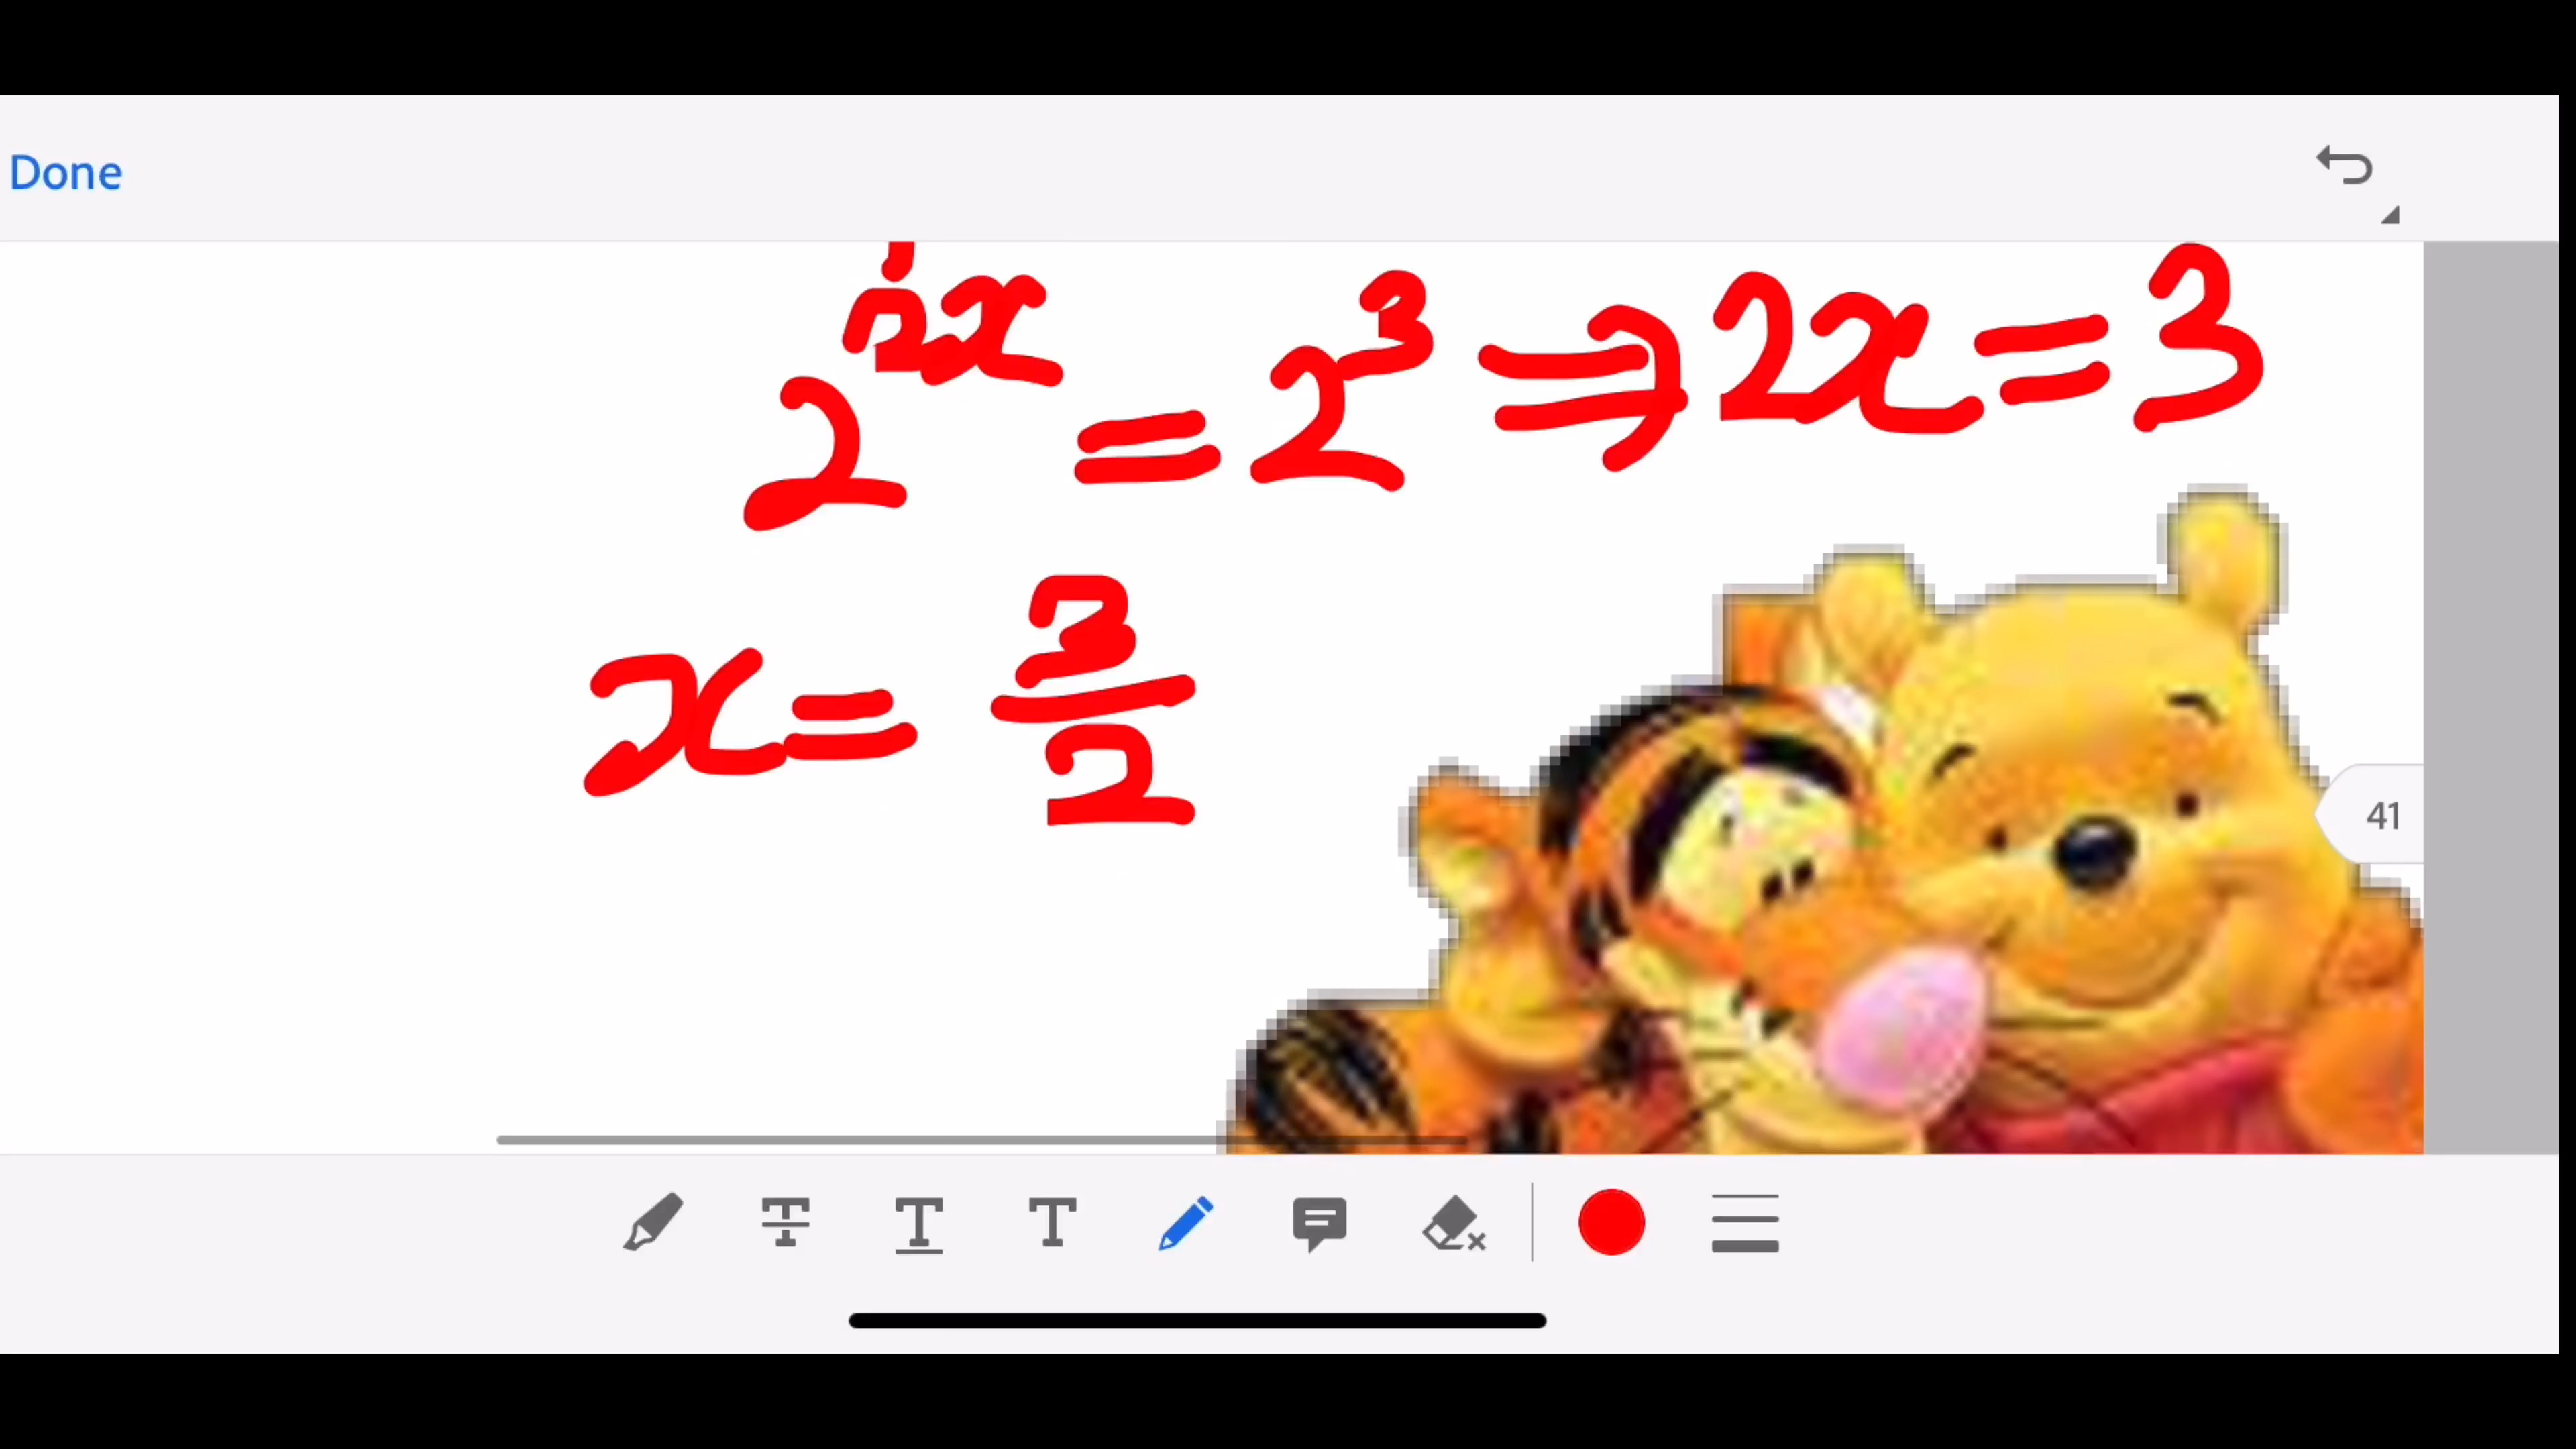 Done
2^{2x} = 2^3 ⇒ 2x = 3
x = 3/2
41